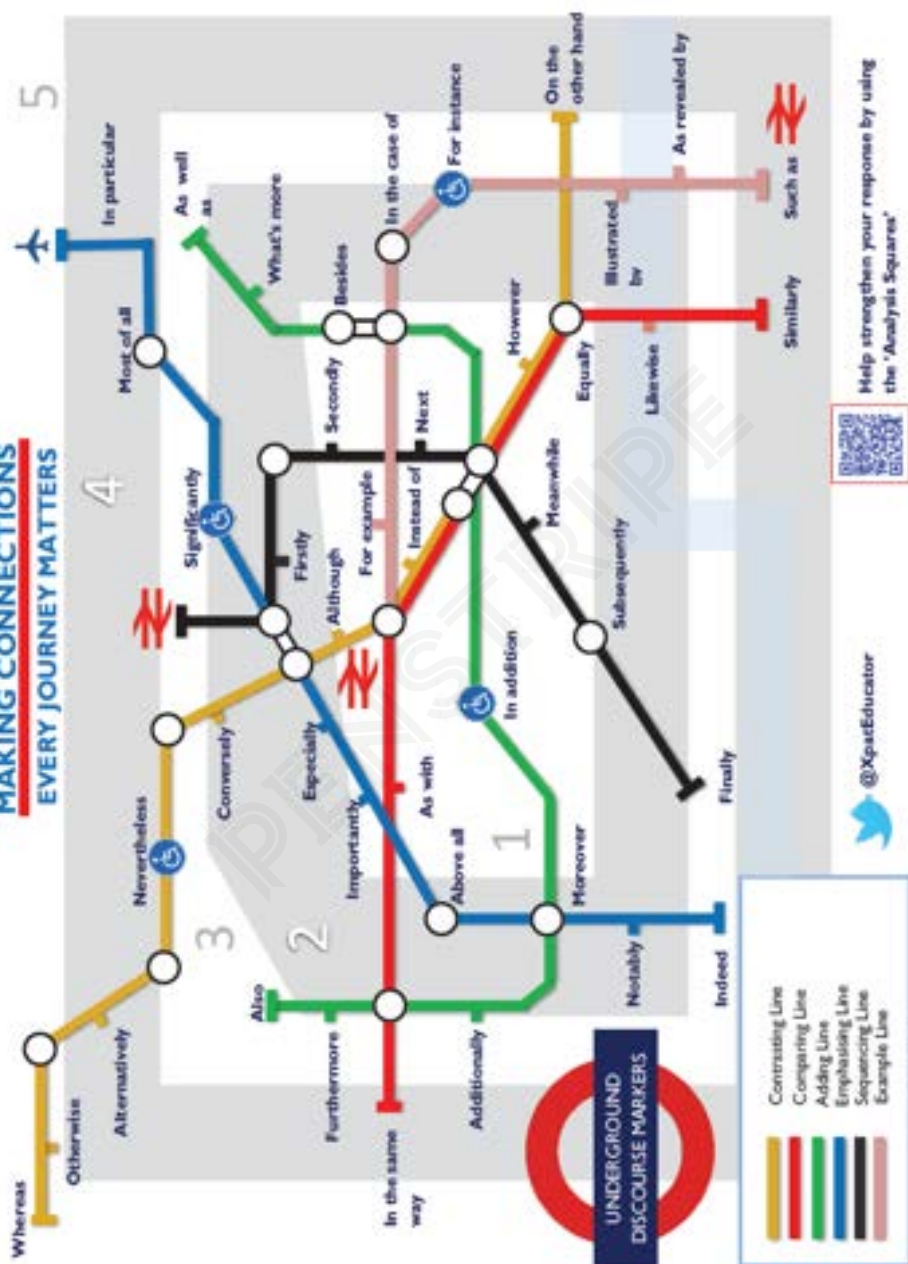 MAKING CONNECTIONS
EVERY JOURNEY MATTERS
5
4
3
2
1
Whereas
Otherwise
Alternatively
Nevertheless
Conversely
Although
Instead of
However
On the
other hand
In particular
Most of all
Significantly
Especially
Importantly
Above all
Notably
Indeed
As well
as
What's more
Besides
In addition
Moreover
Additionally
Furthermore
Also
In the same
way
As with
Equally
Likewise
Similarly
Firstly
Secondly
Next
Meanwhile
Subsequently
Finally
For example
In the case of
For instance
Illustrated
by
As revealed by
Such as
UNDERGROUND
DISCOURSE MARKERS
Contrasting Line
Comparing Line
Adding Line
Emphasising Line
Sequencing Line
Example Line
@XpatEducator
Help strengthen your response by using
the 'Analysis Squares'
PENSTRIPE